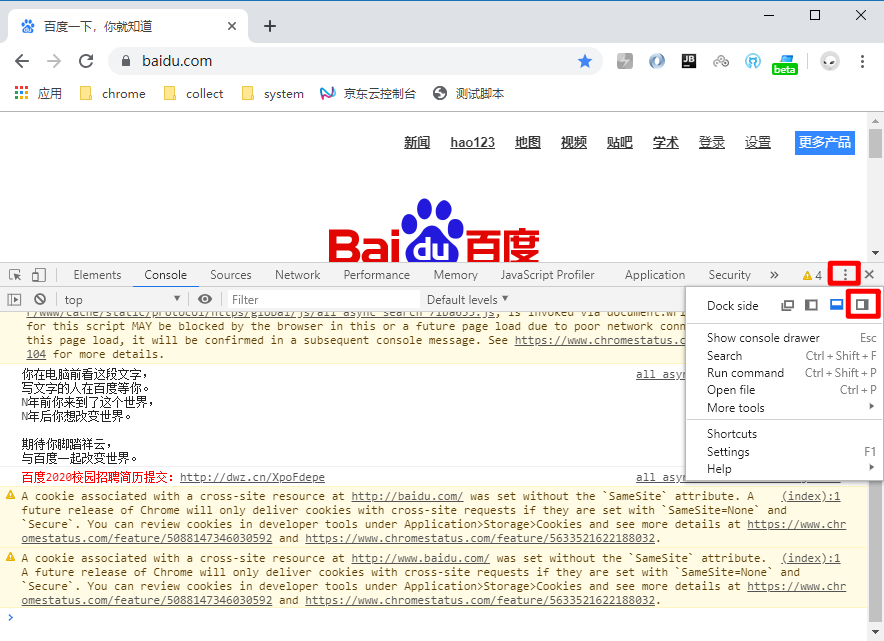 百度一下，你就知道
baidu.com
JB
beta
应用 chrome collect system 京东云控制台 测试脚本
新闻 hao123 地图 视频 贴吧 学术 登录 设置 更多产品
Bai du 百度
Elements Console Sources Network Performance Memory JavaScript Profiler Application Security » 4
top Filter Default levels
Dock side
Show console drawer Esc
Search Ctrl + Shift + F
Run command Ctrl + Shift + P
Open file Ctrl + P
More tools
Shortcuts
Settings F1
Help
r/www/cache/static/protocol/https/global/js/all_async_search_71ba635.js, is invoked via document.wri
for this script MAY be blocked by the browser in this or a future page load due to poor network conn
this page load, it will be confirmed in a subsequent console message. See https://www.chromestatus.c
104 for more details.
你在电脑前看这段文字， all_asyn
写文字的人在百度等你。
N年前你来到了这个世界，
N年后你想改变世界。
期待你脚踏祥云，
与百度一起改变世界。
百度2020校园招聘简历提交：http://dwz.cn/XpoFdepe all_asyn
A cookie associated with a cross-site resource at http://baidu.com/ was set without the `SameSite` attribute. A (index):1
future release of Chrome will only deliver cookies with cross-site requests if they are set with `SameSite=None` and
`Secure`. You can review cookies in developer tools under Application>Storage>Cookies and see more details at https://www.chr
omestatus.com/feature/5088147346030592 and https://www.chromestatus.com/feature/5633521622188032.
A cookie associated with a cross-site resource at http://www.baidu.com/ was set without the `SameSite` attribute. (index):1
A future release of Chrome will only deliver cookies with cross-site requests if they are set with `SameSite=None` and
`Secure`. You can review cookies in developer tools under Application>Storage>Cookies and see more details at https://www.chr
omestatus.com/feature/5088147346030592 and https://www.chromestatus.com/feature/5633521622188032.